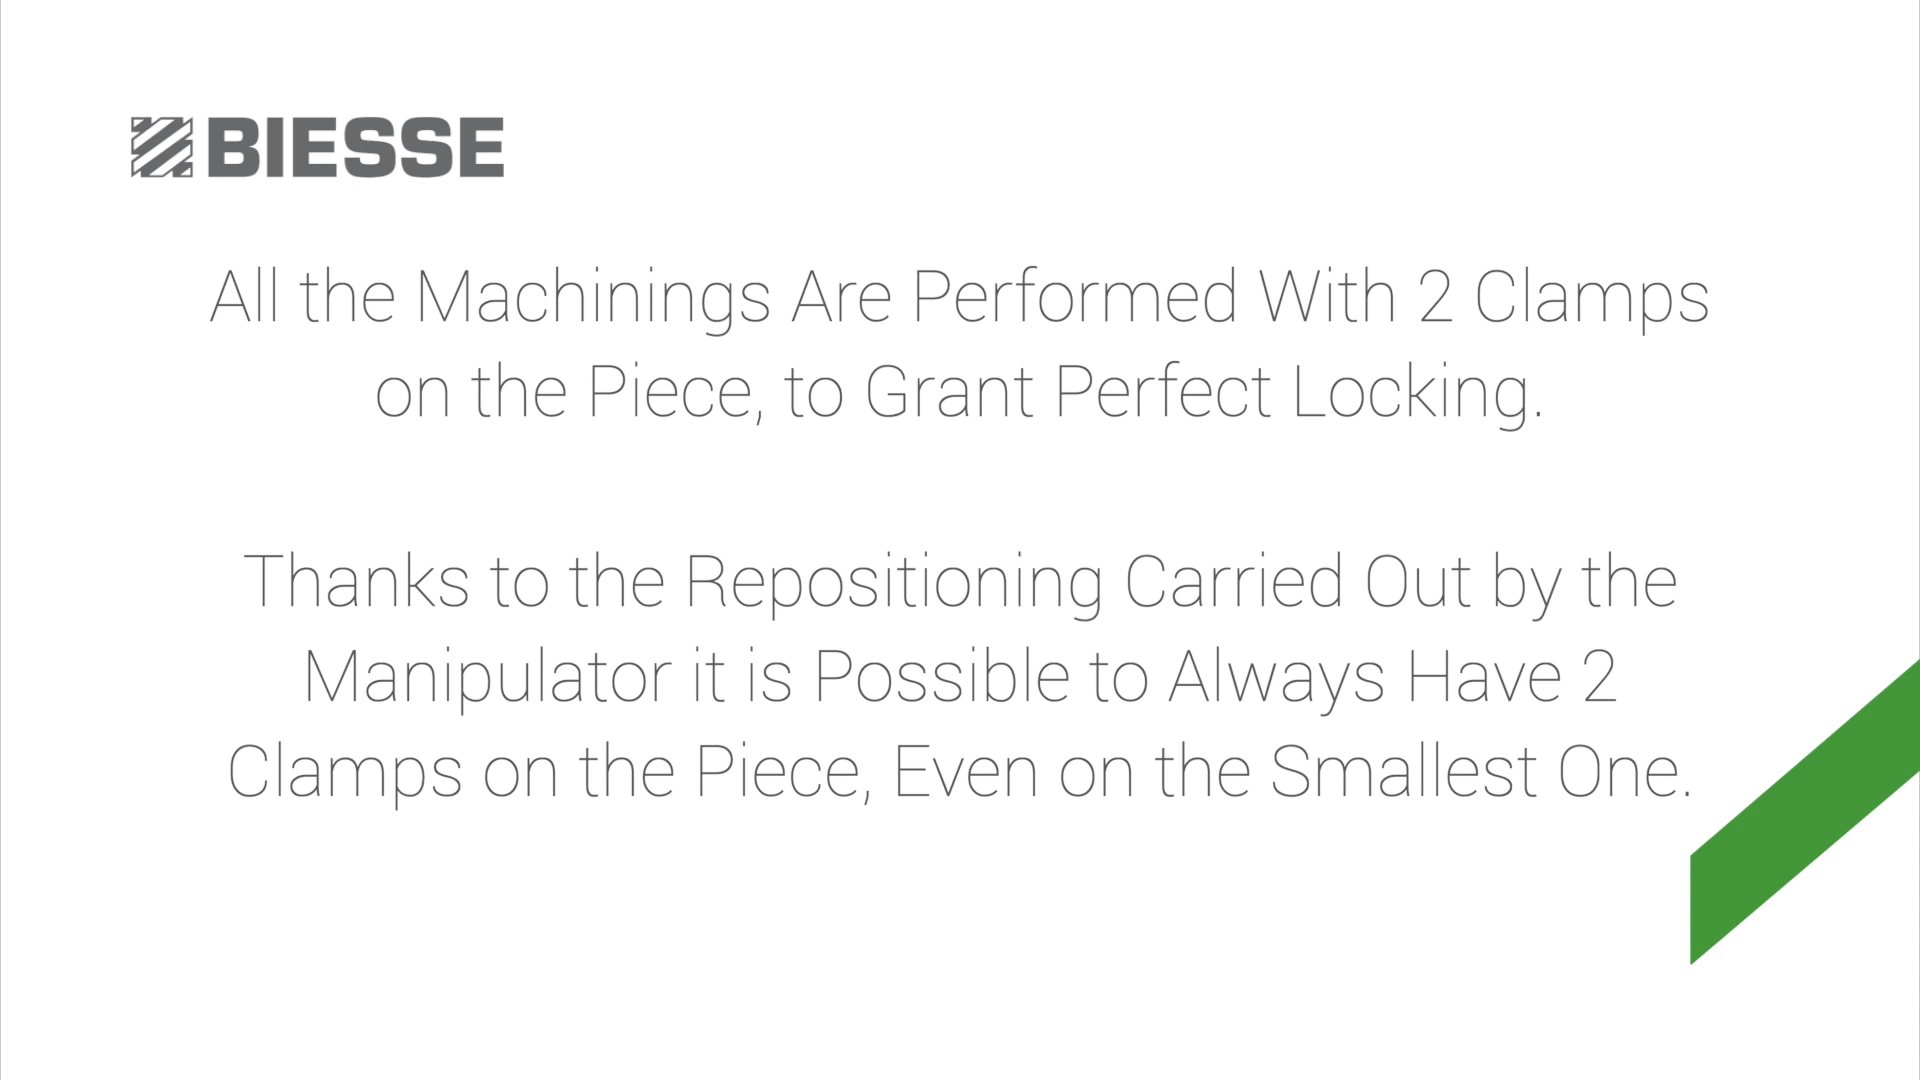 BIESSE
All the Machinings Are Performed With 2 Clamps
on the Piece, to Grant Perfect Locking.
Thanks to the Repositioning Carried Out by the
Manipulator it is Possible to Always Have 2
Clamps on the Piece, Even on the Smallest One.